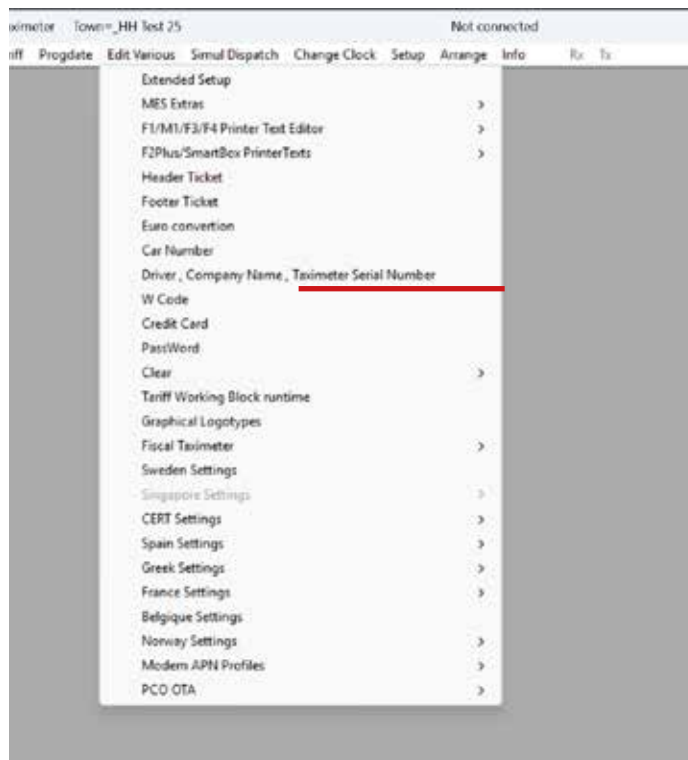 Town=_HH Test 25 Not connected
Progdate Edit Various Simul Dispatch Change Clock Setup Arrange Info Rx Tx
Extended Setup
MES Extras
F1/M1/F3/F4 Printer Text Editor
F2Plus/SmartBox PrinterTexts
Header Ticket
Footer Ticket
Euro convertion
Car Number
Driver , Company Name , Taximeter Serial Number
W Code
Credit Card
PassWord
Clear
Tariff Working Block runtime
Graphical Logotypes
Fiscal Taximeter
Sweden Settings
Singapore Settings
CERT Settings
Spain Settings
Greek Settings
France Settings
Belgique Settings
Norway Settings
Modem APN Profiles
PCO OTA